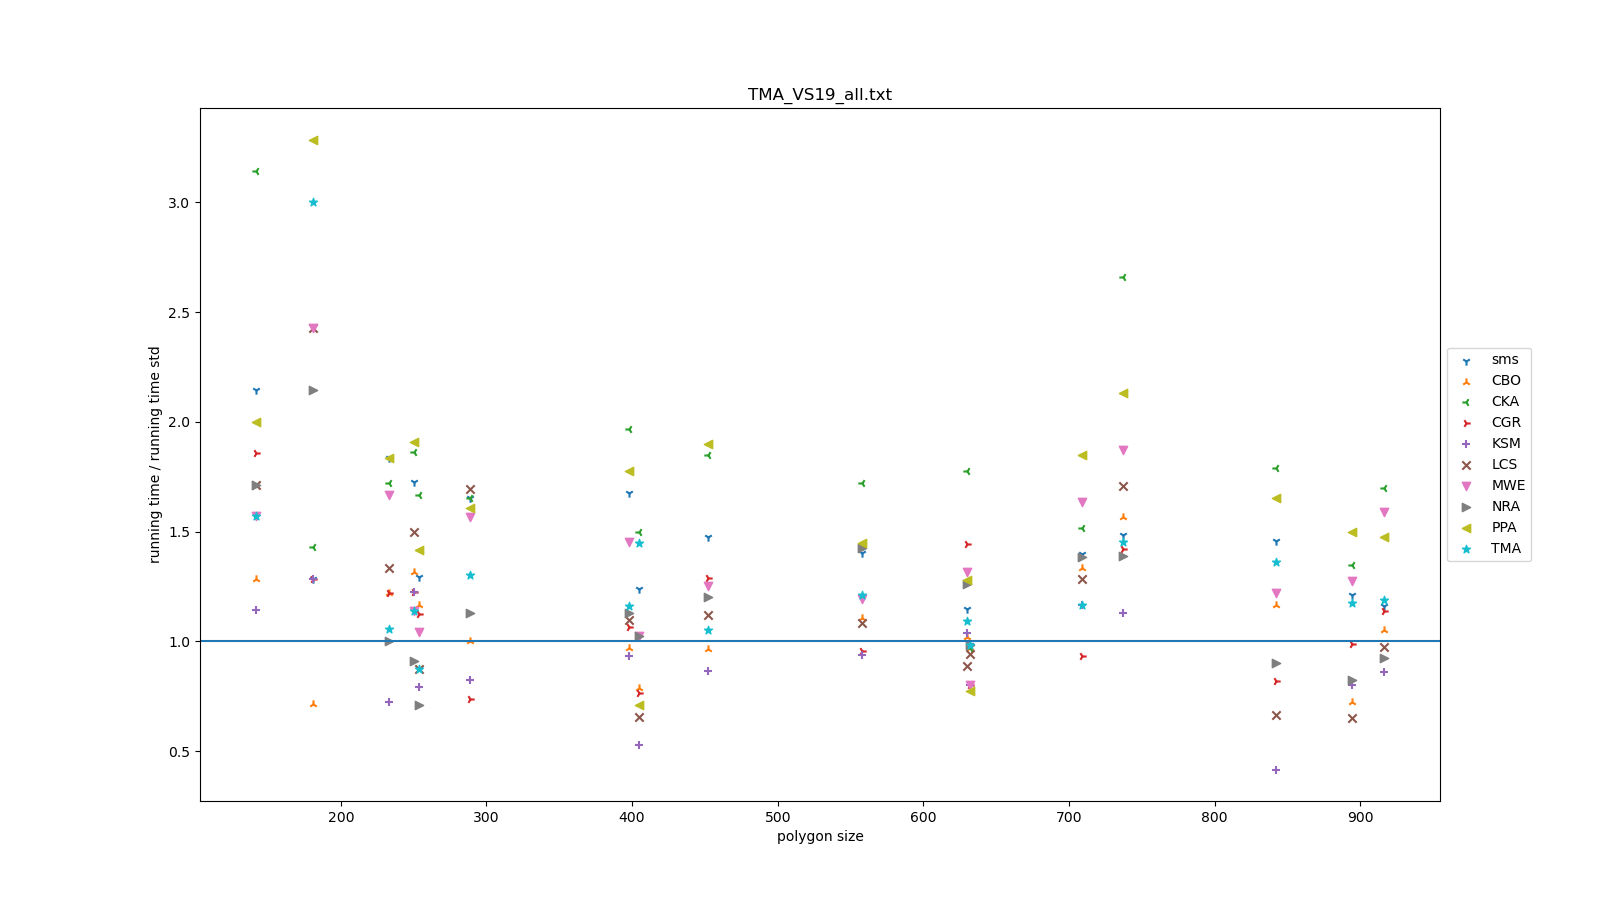 TMA_VS19_all.txt
running time / running time std
3.0
2.5
2.0
1.5
1.0
0.5
200 300 400 500 600 700 800 900
polygon size
sms
CBO
CKA
CGR
KSM
LCS
MWE
NRA
PPA
TMA